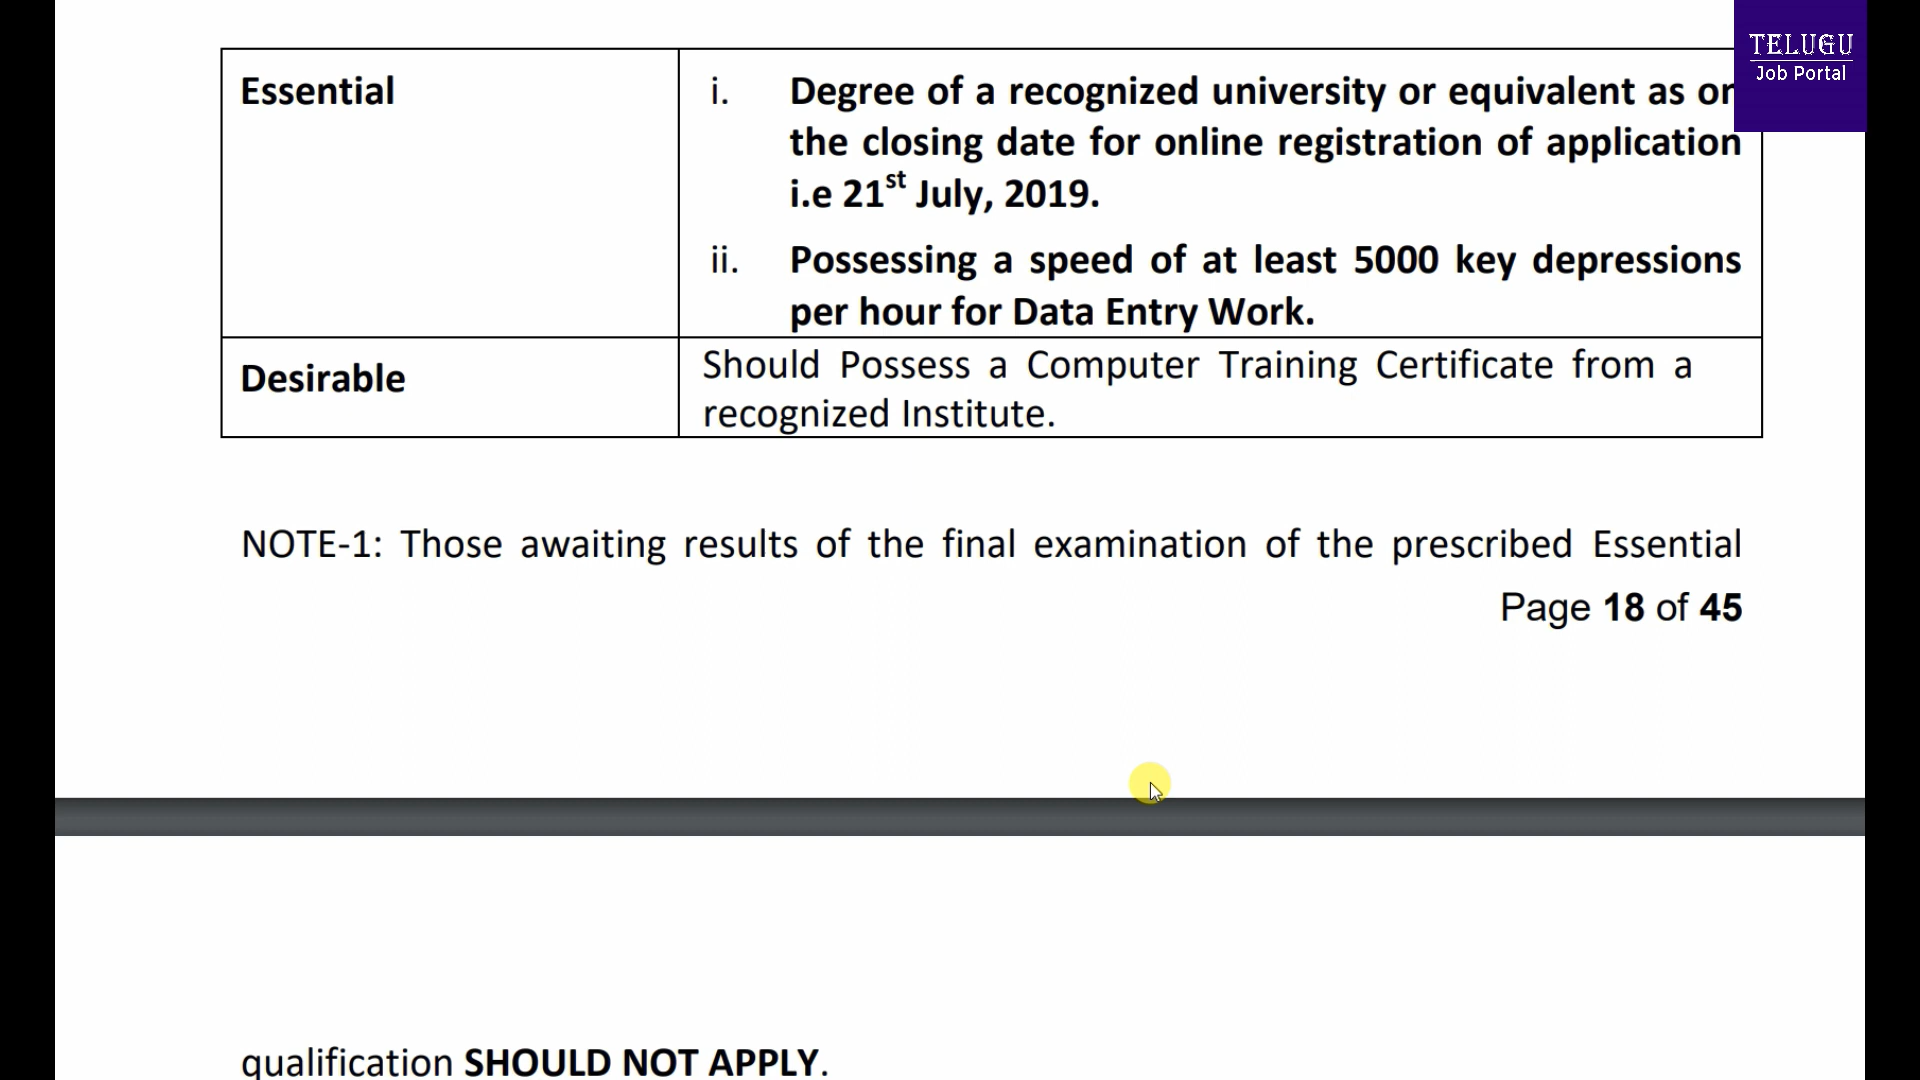 TELUGU
Job Portal
Essential
i. Degree of a recognized university or equivalent as on
the closing date for online registration of application
i.e 21st July, 2019.
ii. Possessing a speed of at least 5000 key depressions
per hour for Data Entry Work.
Desirable
Should Possess a Computer Training Certificate from a
recognized Institute.
NOTE-1: Those awaiting results of the final examination of the prescribed Essential
Page 18 of 45
qualification SHOULD NOT APPLY.